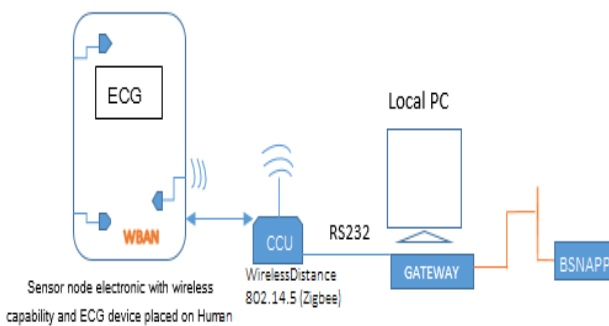 ECG
WBAN
Sensor node electronic with wireless
capability and ECG device placed on Human
CCU
WirelessDistance
802.14.5 (Zigbee)
RS232
Local PC
GATEWAY
BSNAPP